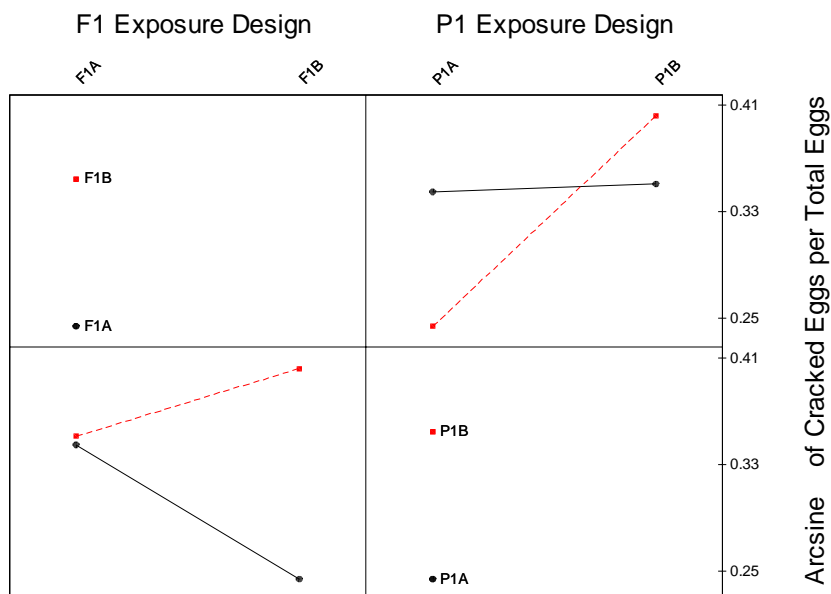 F1 Exposure Design P1 Exposure Design
F1A F1B P1A P1B
0.41
F1B
0.33
0.25
F1A
0.41
P1B
0.33
0.25
P1A
Arcsine of Cracked Eggs per Total Eggs